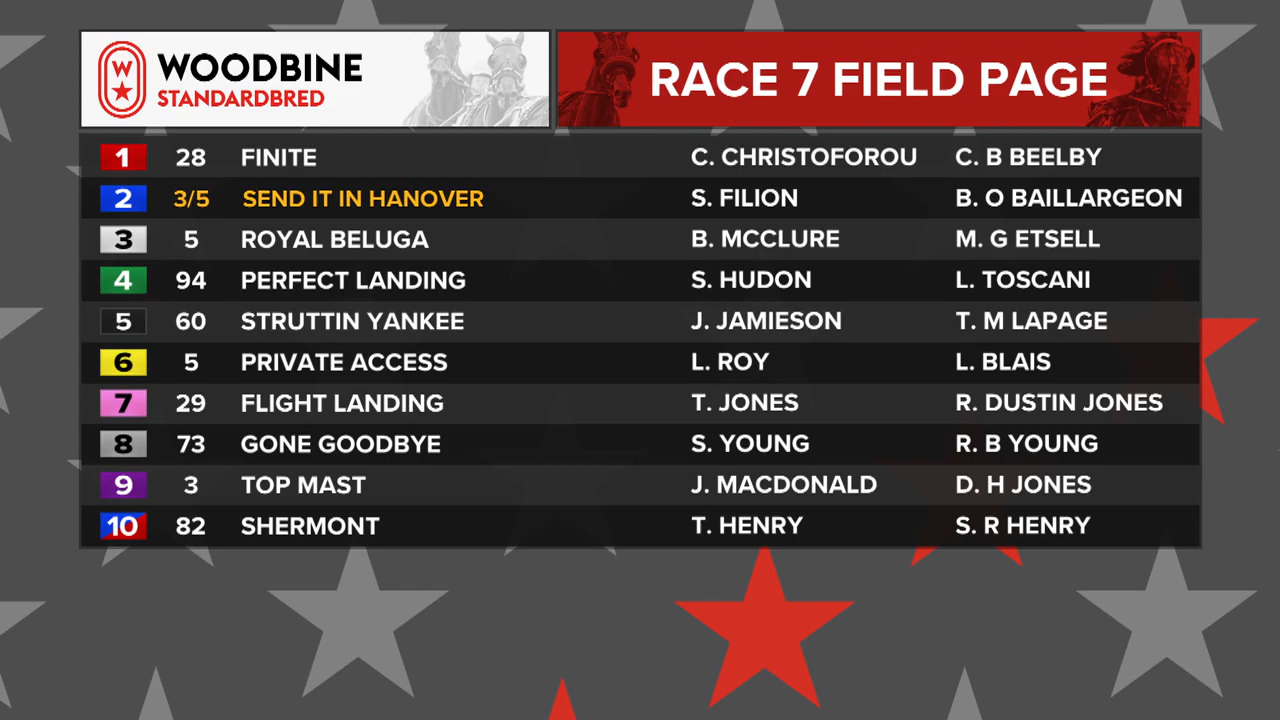 W
WOODBINE
STANDARDBRED
RACE 7 FIELD PAGE
1 28 FINITE C. CHRISTOFOROU C. B BEELBY
2 3/5 SEND IT IN HANOVER S. FILION B. O BAILLARGEON
3 5 ROYAL BELUGA B. MCCLURE M. G ETSELL
4 94 PERFECT LANDING S. HUDON L. TOSCANI
5 60 STRUTTIN YANKEE J. JAMIESON T. M LAPAGE
6 5 PRIVATE ACCESS L. ROY L. BLAIS
7 29 FLIGHT LANDING T. JONES R. DUSTIN JONES
8 73 GONE GOODBYE S. YOUNG R. B YOUNG
9 3 TOP MAST J. MACDONALD D. H JONES
10 82 SHERMONT T. HENRY S. R HENRY